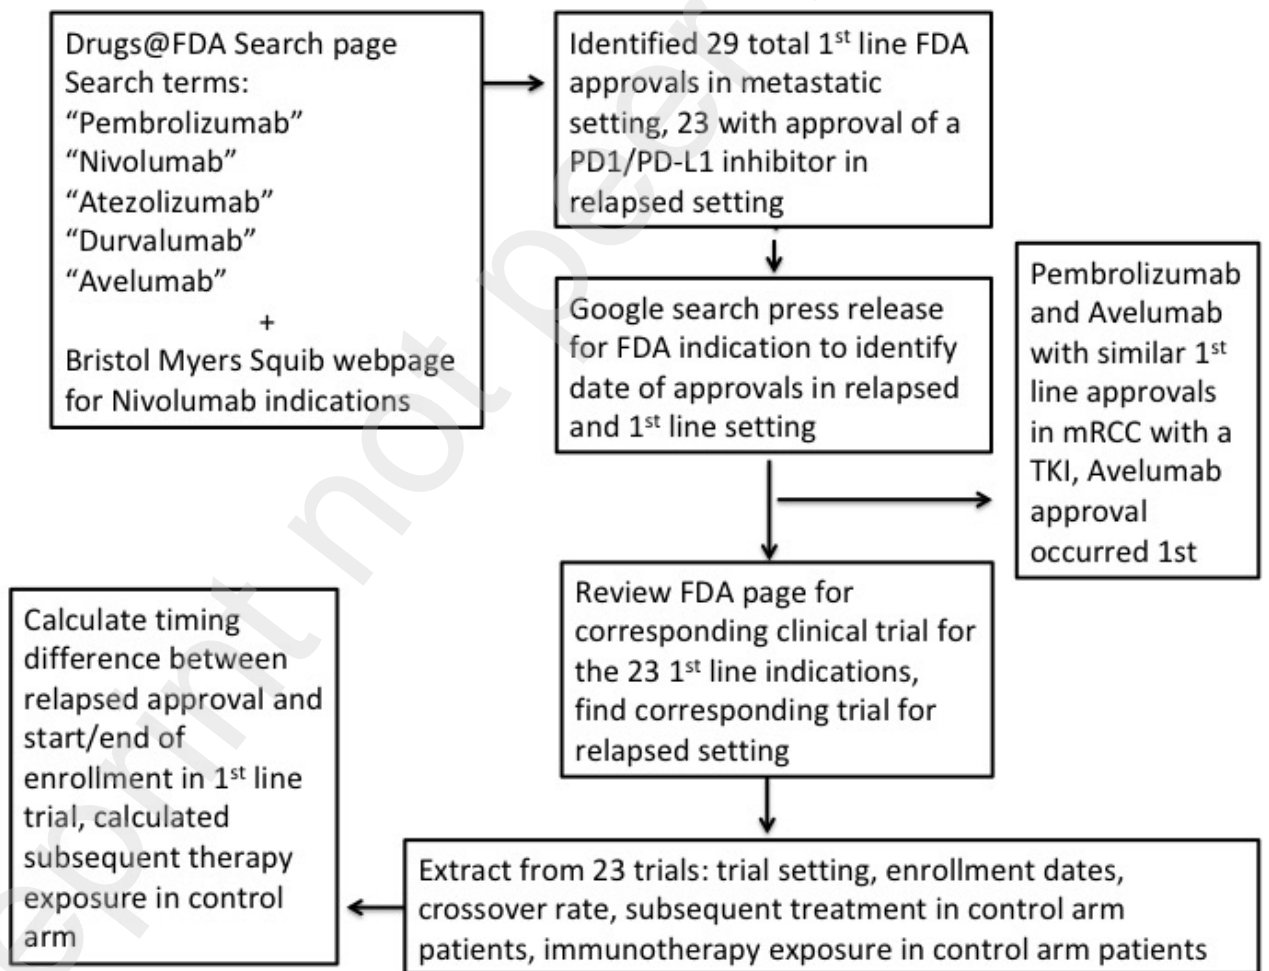 Drugs@FDA Search page
Search terms:
“Pembrolizumab”
“Nivolumab”
“Atezolizumab”
“Durvalumab”
“Avelumab”
+
Bristol Myers Squib webpage
for Nivolumab indications
Identified 29 total 1st line FDA
approvals in metastatic
setting, 23 with approval of a
PD1/PD-L1 inhibitor in
relapsed setting
Google search press release
for FDA indication to identify
date of approvals in relapsed
and 1st line setting
Pembrolizumab
and Avelumab
with similar 1st
line approvals
in mRCC with a
TKI, Avelumab
approval
occurred 1st
Review FDA page for
corresponding clinical trial for
the 23 1st line indications,
find corresponding trial for
relapsed setting
Extract from 23 trials: trial setting, enrollment dates,
crossover rate, subsequent treatment in control arm
patients, immunotherapy exposure in control arm patients
Calculate timing
difference between
relapsed approval and
start/end of
enrollment in 1st line
trial, calculated
subsequent therapy
exposure in control
arm
eprint not peer